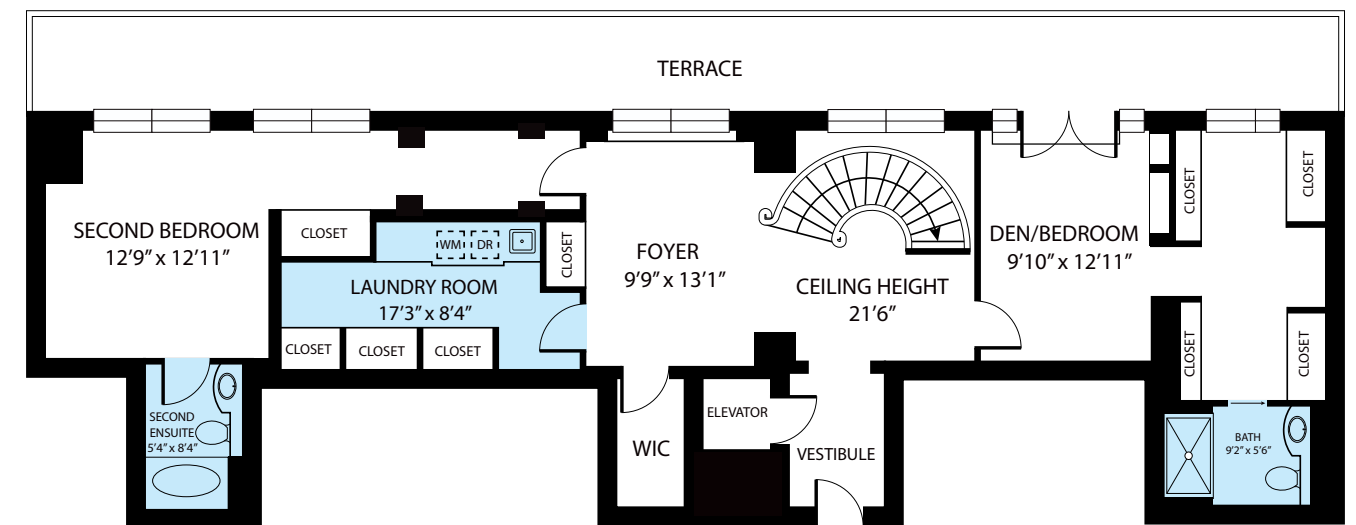 TERRACE
SECOND BEDROOM
12’9” x 12’11”
CLOSET
WM
DR
CLOSET
LAUNDRY ROOM
17’3” x 8’4”
CLOSET
CLOSET
CLOSET
FOYER
9’9” x 13’1”
CEILING HEIGHT
21’6”
DEN/BEDROOM
9’10” x 12’11”
CLOSET
CLOSET
CLOSET
CLOSET
SECOND
ENSUITE
5’4” x 8’4”
WIC
ELEVATOR
VESTIBULE
BATH
9’2” x 5’6”